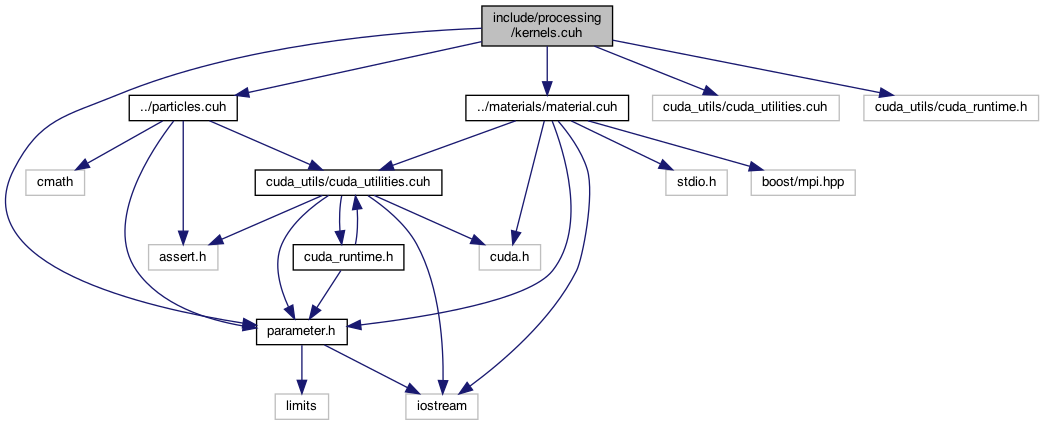 include/processing
/kernels.cuh
../particles.cuh
../materials/material.cuh
cuda_utils/cuda_utilities.cuh
cuda_utils/cuda_runtime.h
cmath
cuda_utils/cuda_utilities.cuh
stdio.h
boost/mpi.hpp
assert.h
cuda_runtime.h
cuda.h
parameter.h
limits
iostream